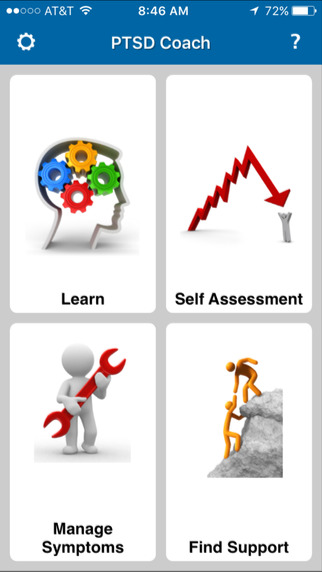 AT&T 8:46 AM 72%
PTSD Coach ?
Learn
Self Assessment
Manage
Symptoms
Find Support